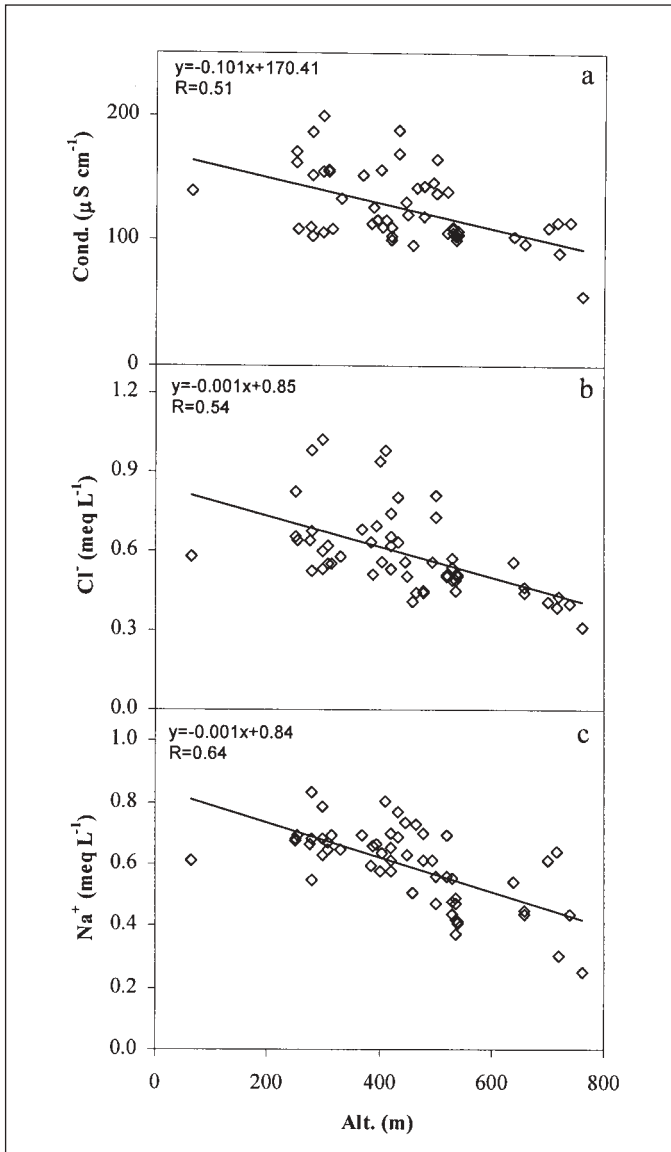 y=-0.101x+170.41
R=0.51
a
200
100
0
Cond. (μ S cm⁻¹)
y=-0.001x+0.85
R=0.54
b
1.2
0.9
0.6
0.3
0.0
Cl⁻ (meq L⁻¹)
y=-0.001x+0.84
R=0.64
c
1.0
0.8
0.6
0.4
0.2
0.0
Na⁺ (meq L⁻¹)
0 200 400 600 800
Alt. (m)